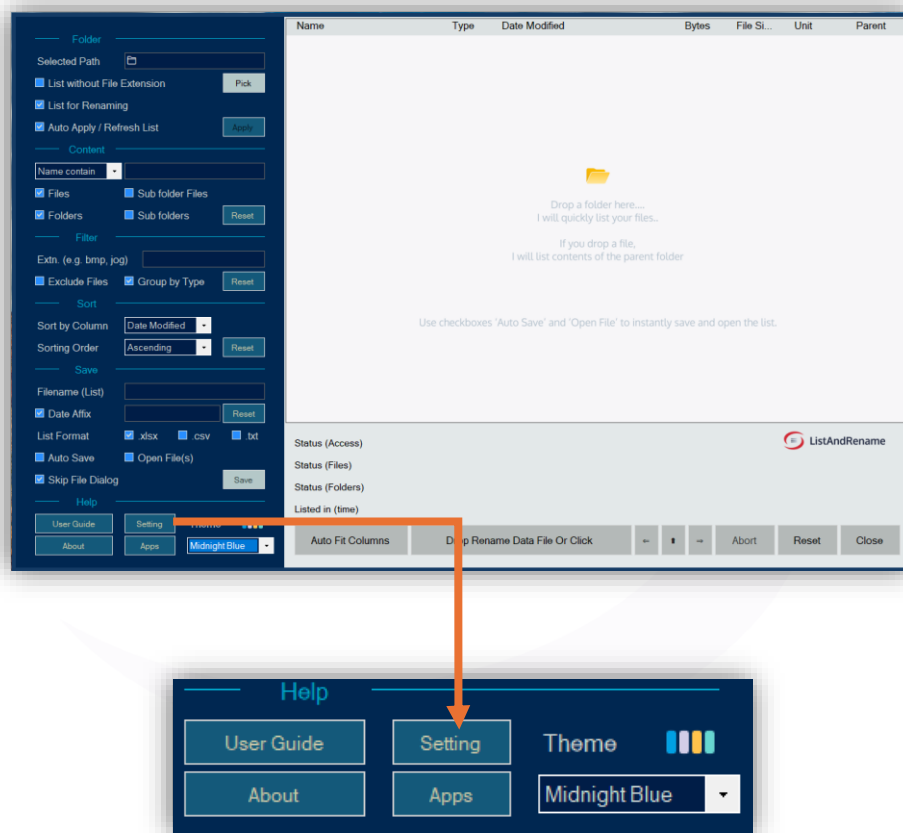 Folder
Selected Path
List without File Extension
Pick
List for Renaming
Auto Apply / Refresh List
Apply
Content
Name contain
Files
Sub folder Files
Folders
Sub folders
Reset
Filter
Extn. (e.g. bmp, jog)
Exclude Files
Group by Type
Reset
Sort
Sort by Column
Date Modified
Sorting Order
Ascending
Reset
Save
Filename (List)
Date Affix
Reset
List Format
.xlsx
.csv
.txt
Auto Save
Open File(s)
Skip File Dialog
Save
Help
User Guide
Setting
Theme
About
Apps
Midnight Blue
Name Type Date Modified Bytes File Si... Unit Parent
Drop a folder here....
I will quickly list your files..
If you drop a file,
I will list contents of the parent folder
Use checkboxes 'Auto Save' and 'Open File' to instantly save and open the list.
Status (Access)
ListAndRename
Status (Files)
Status (Folders)
Listed in (time)
Auto Fit Columns
Drop Rename Data File Or Click
Abort
Reset
Close
Help
User Guide
Setting
Theme
About
Apps
Midnight Blue